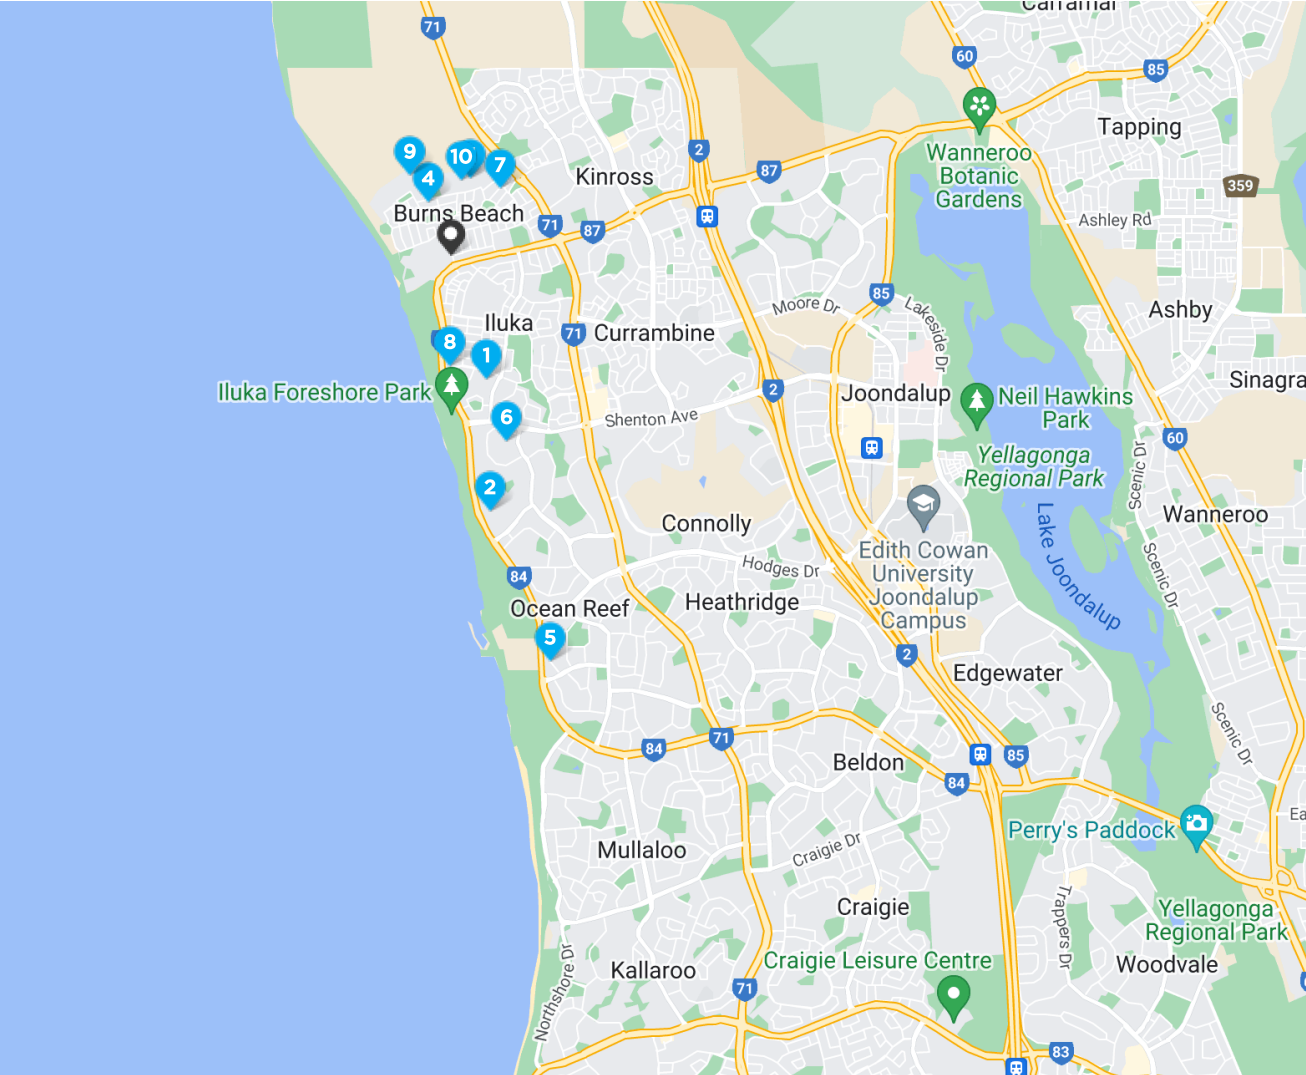 Carramar
71
60
85
9
10
7
4
2
87
Kinross
Tapping
Wanneroo
Botanic
Gardens
359
Burns Beach
71
87
Ashley Rd
85
Moore Dr
Lakeside Dr
Ashby
Iluka
71
Currambine
8
1
Iluka Foreshore Park
2
Joondalup
Neil Hawkins
Park
Sinagra
6
Shenton Ave
60
Yellagonga
Regional Park
Scenic Dr
2
Connolly
Wanneroo
Lake Joondalup
Edith Cowan
University
Joondalup
Campus
Scenic Dr
Hodges Dr
84
Ocean Reef
Heathridge
5
2
Edgewater
Scenic Dr
84
71
85
Beldon
84
Perry's Paddock
Ea
Mullaloo
Craigie Dr
Craigie
Trappers Dr
Yellagonga
Regional Park
Northshore Dr
Kallaroo
Craigie Leisure Centre
Woodvale
71
83